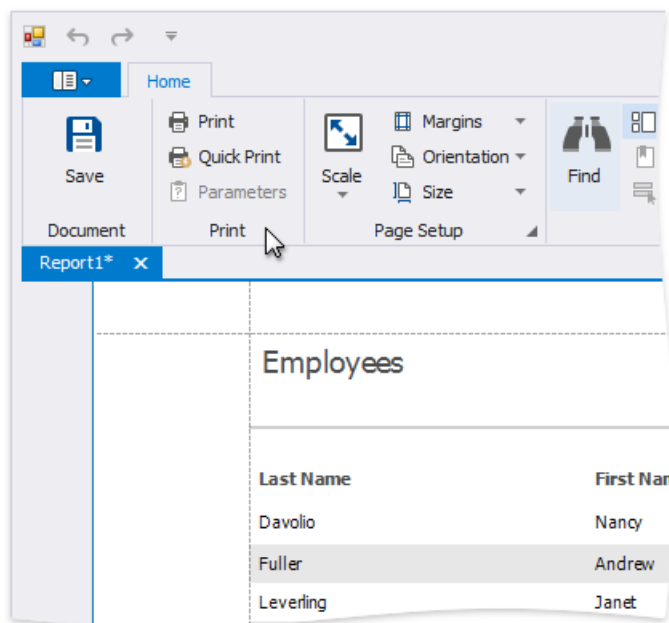 Home
Save
Print
Quick Print
Parameters
Scale
Margins
Orientation
Size
Find
Document
Print
Page Setup
Report1*
Employees
Last Name First Nam
Davolio Nancy
Fuller Andrew
Leverling Janet